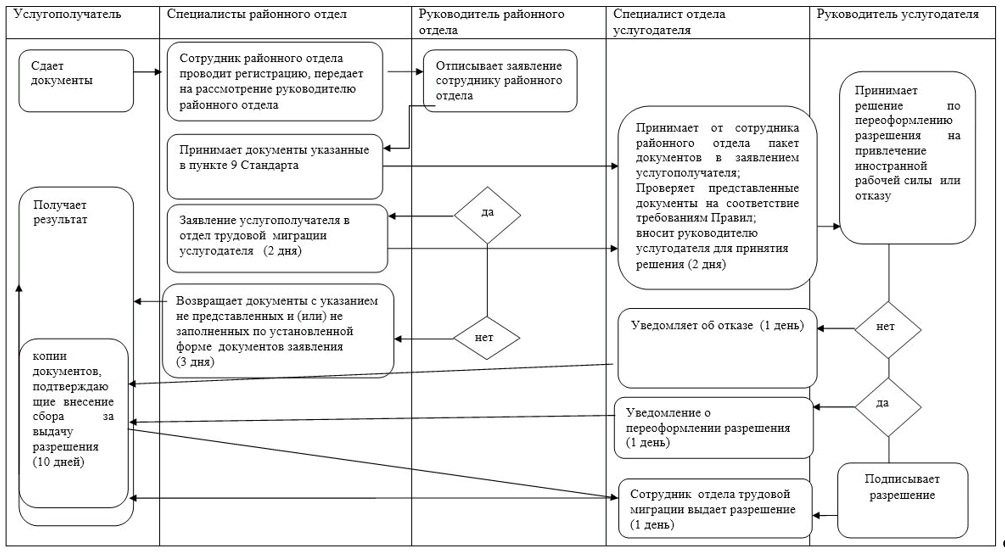 Услугополучатель
Специалисты районного отдел
Руководитель районного
отдела
Специалист отдела
услугодателя
Руководитель услугодателя
Сдает
документы
Сотрудник районного отдела
проводит регистрацию, передает
на рассмотрение руководителю
районного отдела
Отписывает заявление
сотруднику районного
отдела
Принимает документы указанные
в пункте 9 Стандарта
Принимает от сотрудника
районного отдела пакет
документов в заявлением
услугополучателя;
Проверяет представленные
документы на соответствие
требованиям Правил;
вносит руководителю
услугодателя для принятия
решения (2 дня)
Принимает
решение по
переоформлению
разрешения на
привлечение
иностранной
рабочей силы или
отказу
Получает
результат
Заявление услугополучателя в
отдел трудовой миграции
услугодателя (2 дня)
да
Возвращает документы с указанием
не представленных и (или) не
заполненных по установленной
форме документов заявления
(3 дня)
нет
Уведомляет об отказе (1 день)
нет
копии
документов,
подтверждаю
щие внесение
сбора за
выдачу
разрешения
(10 дней)
Уведомление о
переоформлении разрешения
(1 день)
да
Сотрудник отдела трудовой
миграции выдает разрешение
(1 день)
Подписывает
разрешение